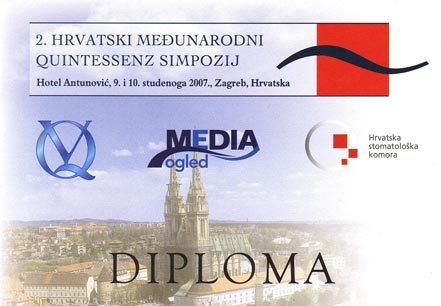 2. HRVATSKI MEĐUNARODNI
QUINTESSENZ SIMPOZIJ
Hotel Antunović, 9. i 10. studenoga 2007., Zagreb, Hrvatska
QV
MEDIA
ogled
Hrvatska
stomatološka
komora
DIPLOMA